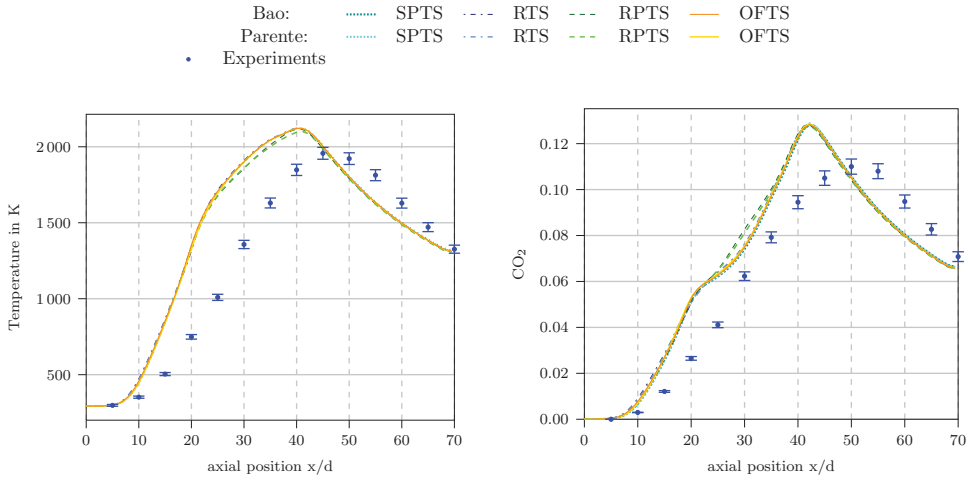 Bao: SPTS RTS RPTS OFTS
Parente: SPTS RTS RPTS OFTS
Experiments
Temperature in K
2 000
1 500
1 000
500
0 10 20 30 40 50 60 70
axial position x/d
CO₂
0.12
0.10
0.08
0.06
0.04
0.02
0.00
0 10 20 30 40 50 60 70
axial position x/d